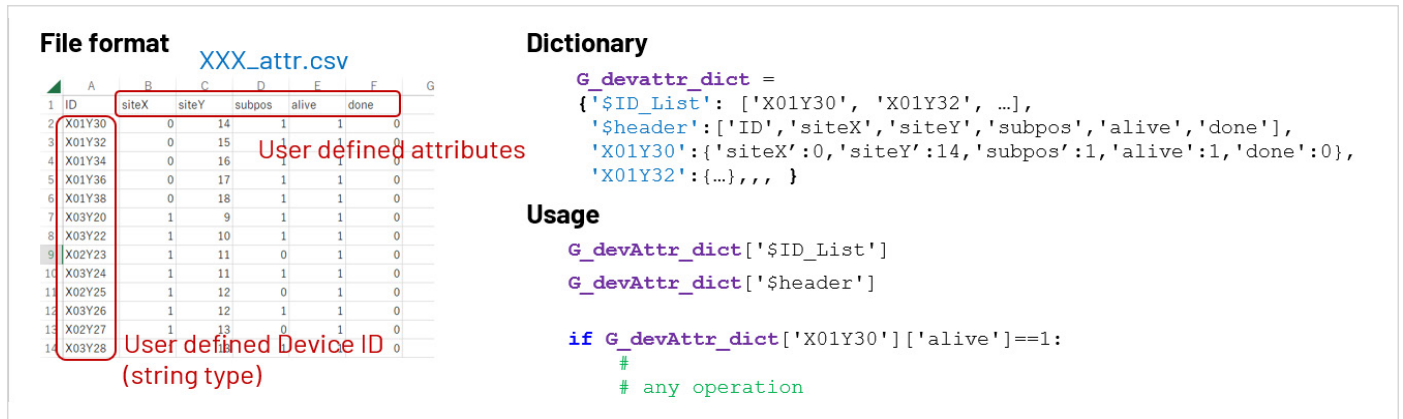 File format
XXX_attr.csv
A B C D E F G
1 ID siteX siteY subpos alive done
2 X01Y30 0 14 1 1 0
3 X01Y32 0 15 1 1 0
4 X01Y34 0 16 1 1 0
5 X01Y36 0 17 1 1 0
6 X01Y38 0 18 1 1 0
7 X03Y20 1 9 1 1 0
8 X03Y22 1 10 1 1 0
9 X02Y23 1 11 0 1 0
10 X03Y24 1 11 1 1 0
11 X02Y25 1 12 0 1 0
12 X03Y26 1 12 1 1 0
13 X02Y27 1 13 0 1 0
14 X03Y28 13 1 0
User defined attributes
User defined Device ID
(string type)
Dictionary
G_devattr_dict =
{'$ID_List': ['X01Y30', 'X01Y32', …],
'$header':['ID','siteX','siteY','subpos','alive','done'],
'X01Y30':{'siteX’:0,'siteY’:14,'subpos’:1,'alive':1,'done':0},
'X01Y32':{…},,, }
Usage
G_devAttr_dict['$ID_List']
G_devAttr_dict['$header']
if G_devAttr_dict['X01Y30']['alive']==1:
#
# any operation